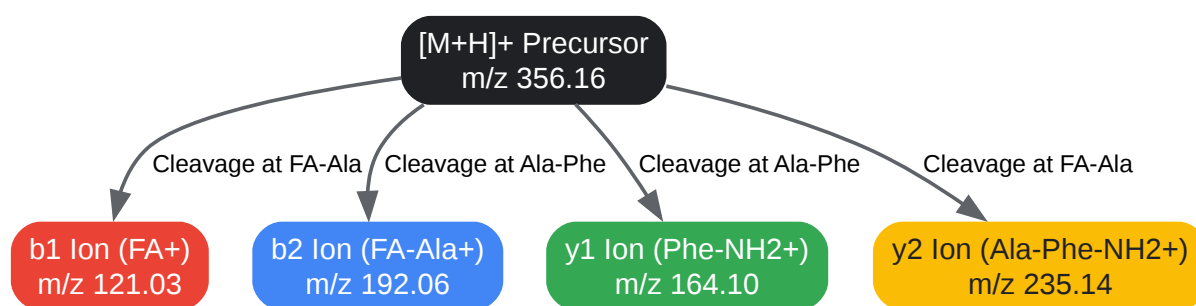 [M+H]+ Precursor
m/z 356.16
Cleavage at FA-Ala
Cleavage at Ala-Phe
Cleavage at Ala-Phe
Cleavage at FA-Ala
b1 Ion (FA+)
m/z 121.03
b2 Ion (FA-Ala+)
m/z 192.06
y1 Ion (Phe-NH2+)
m/z 164.10
y2 Ion (Ala-Phe-NH2+)
m/z 235.14